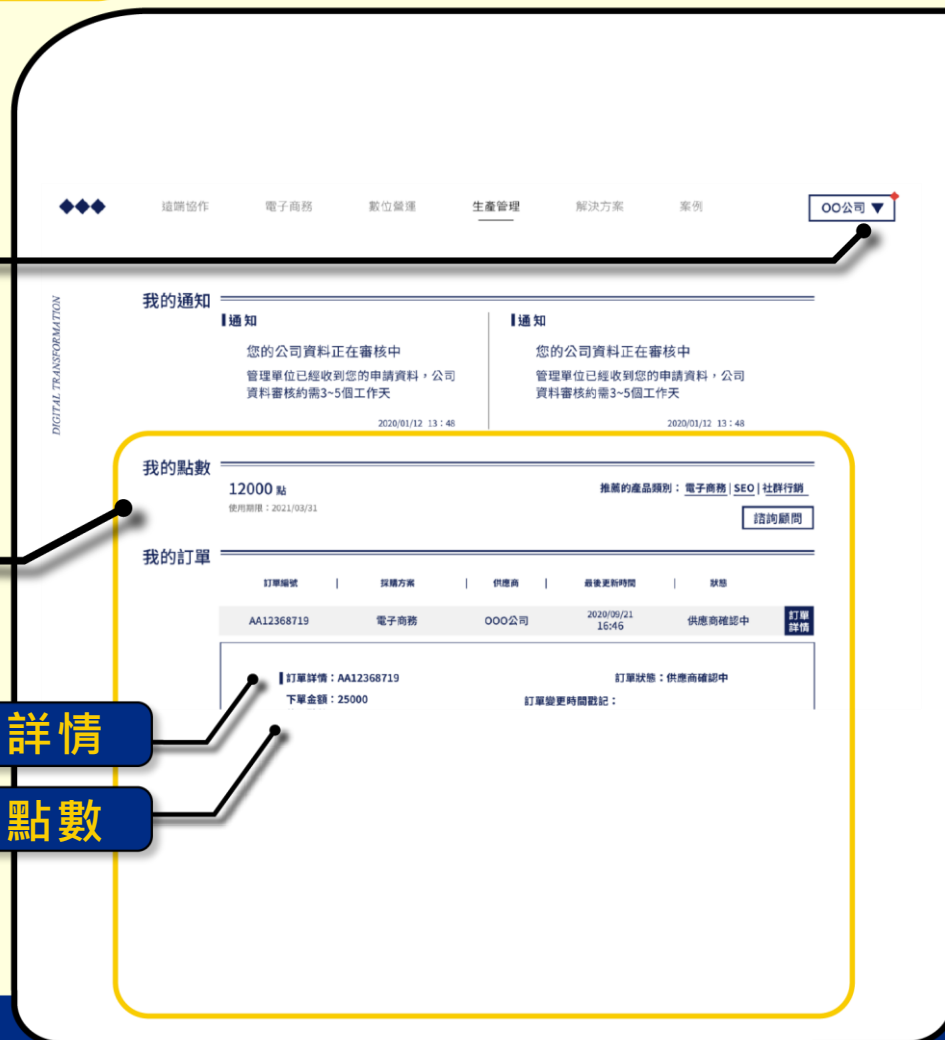 遠端協作 電子商務 數位營運 生產管理 解決方案 案例 OO公司 ▼
DIGITAL TRANSFORMATION
我的通知
通知
您的公司資料正在審核中
管理單位已經收到您的申請資料，公司
資料審核約需3~5個工作天
2020/01/12 13：48
通知
您的公司資料正在審核中
管理單位已經收到您的申請資料，公司
資料審核約需3~5個工作天
2020/01/12 13：48
我的點數
12000 點
使用期限：2021/03/31
推薦的產品類別： 電子商務 | SEO | 社群行銷
諮詢顧問
我的訂單
訂單編號 | 採購方案 | 供應商 | 最後更新時間 | 狀態
AA12368719 電子商務 OOO公司 2020/09/21 16:46 供應商確認中 訂單詳情
訂單詳情：AA12368719 訂單狀態：供應商確認中
下單金額：25000 訂單變更時間戳記：
詳情
點數